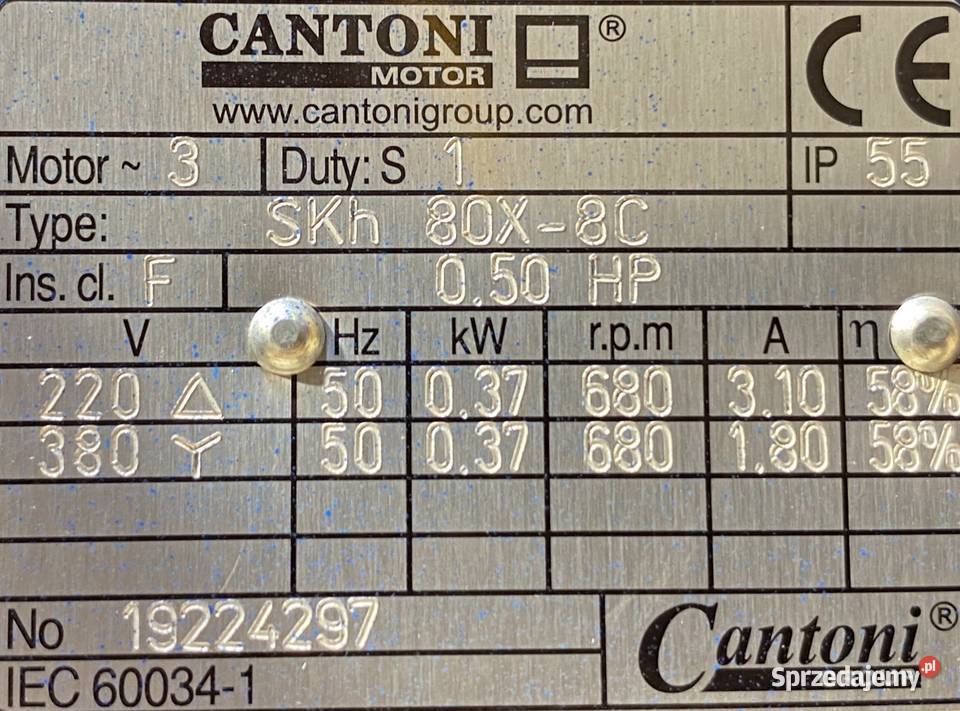 CANTONI ®
MOTOR
www.cantonigroup.com
CE
Motor ~ 3 Duty: S 1 IP 55
Type: SKh 80X-8C
Ins. cl. F 0.50 HP
V Hz kW r.p.m A η
220 △ 50 0.37 680 3.10 58%
380 Y 50 0.37 680 1.80 58%
No 19224297
IEC 60034-1
Cantoni ®
Sprzedajemy .pl